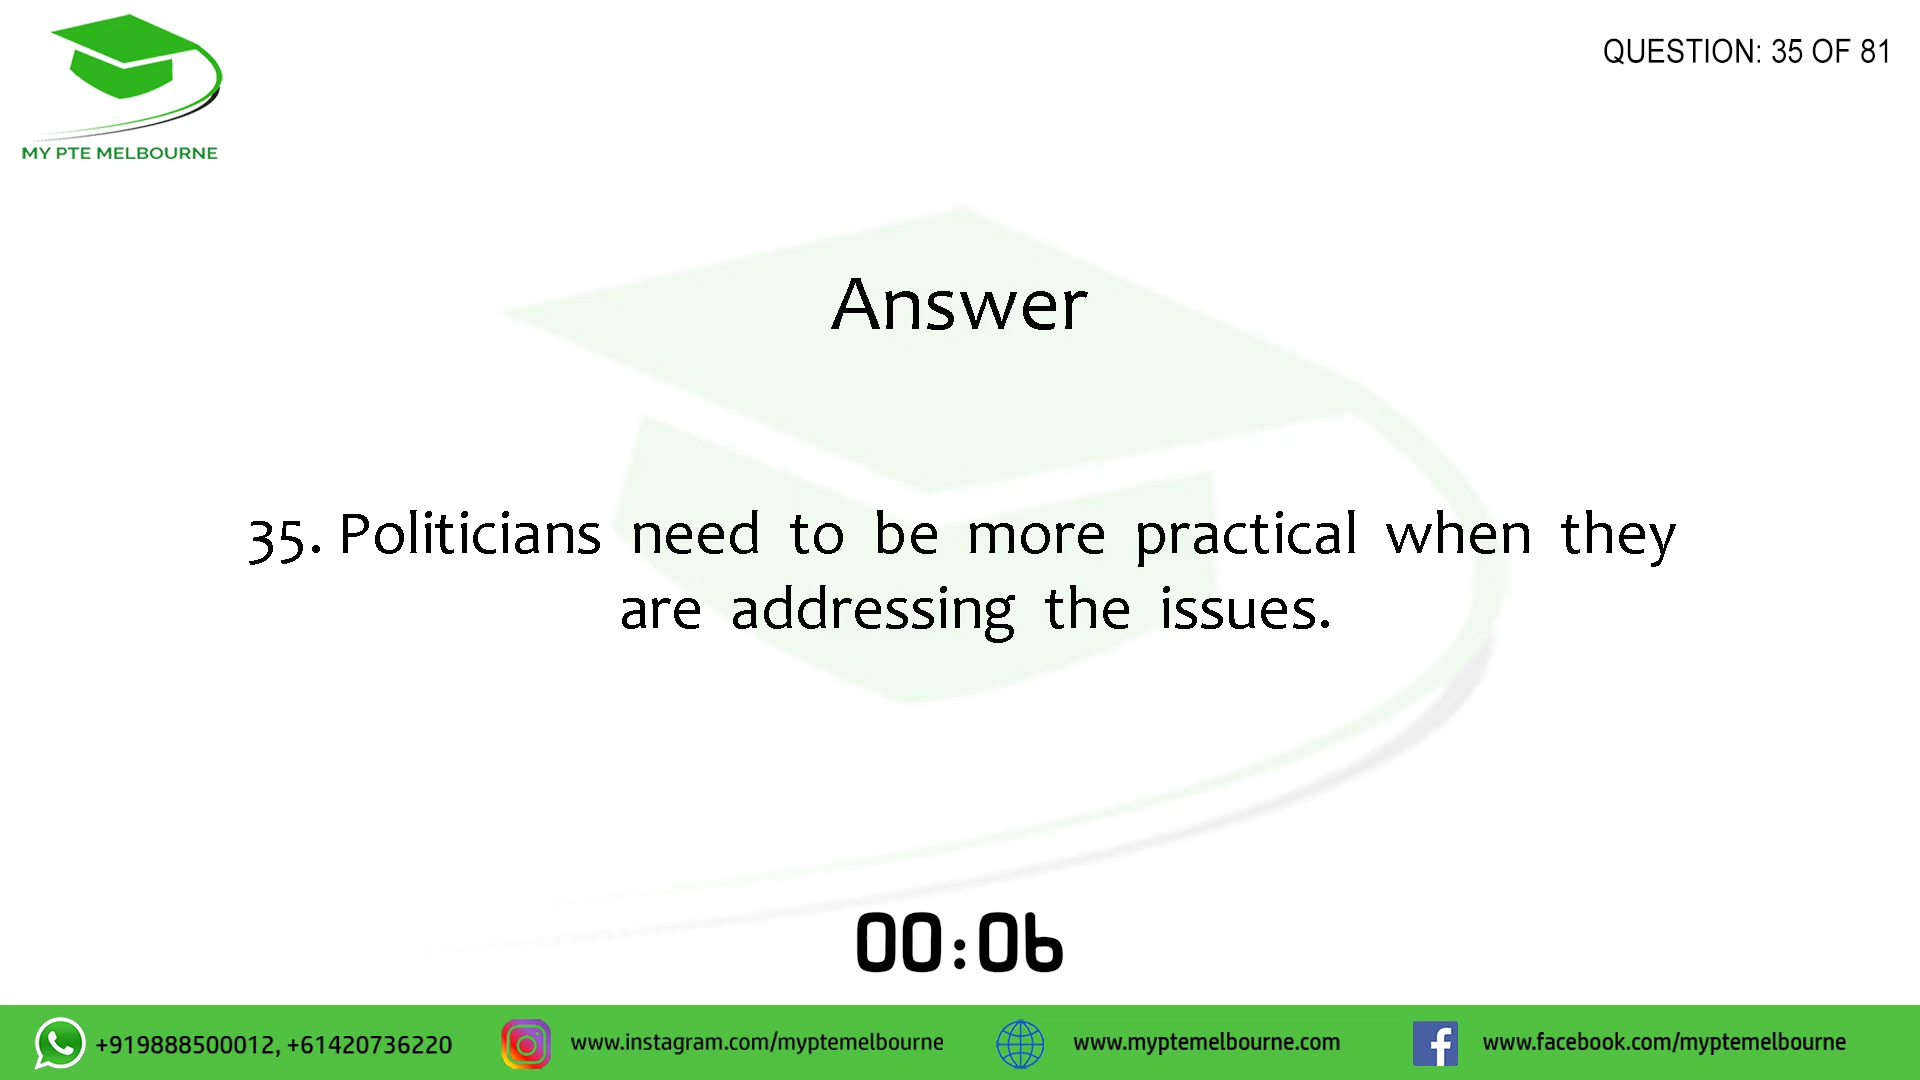 QUESTION: 35 OF 81
MY PTE MELBOURNE
Answer
35. Politicians need to be more practical when they
are addressing the issues.
00:06
+919888500012, +61420736220 www.instagram.com/myptemelbourne www.myptemelbourne.com www.facebook.com/myptemelbourne